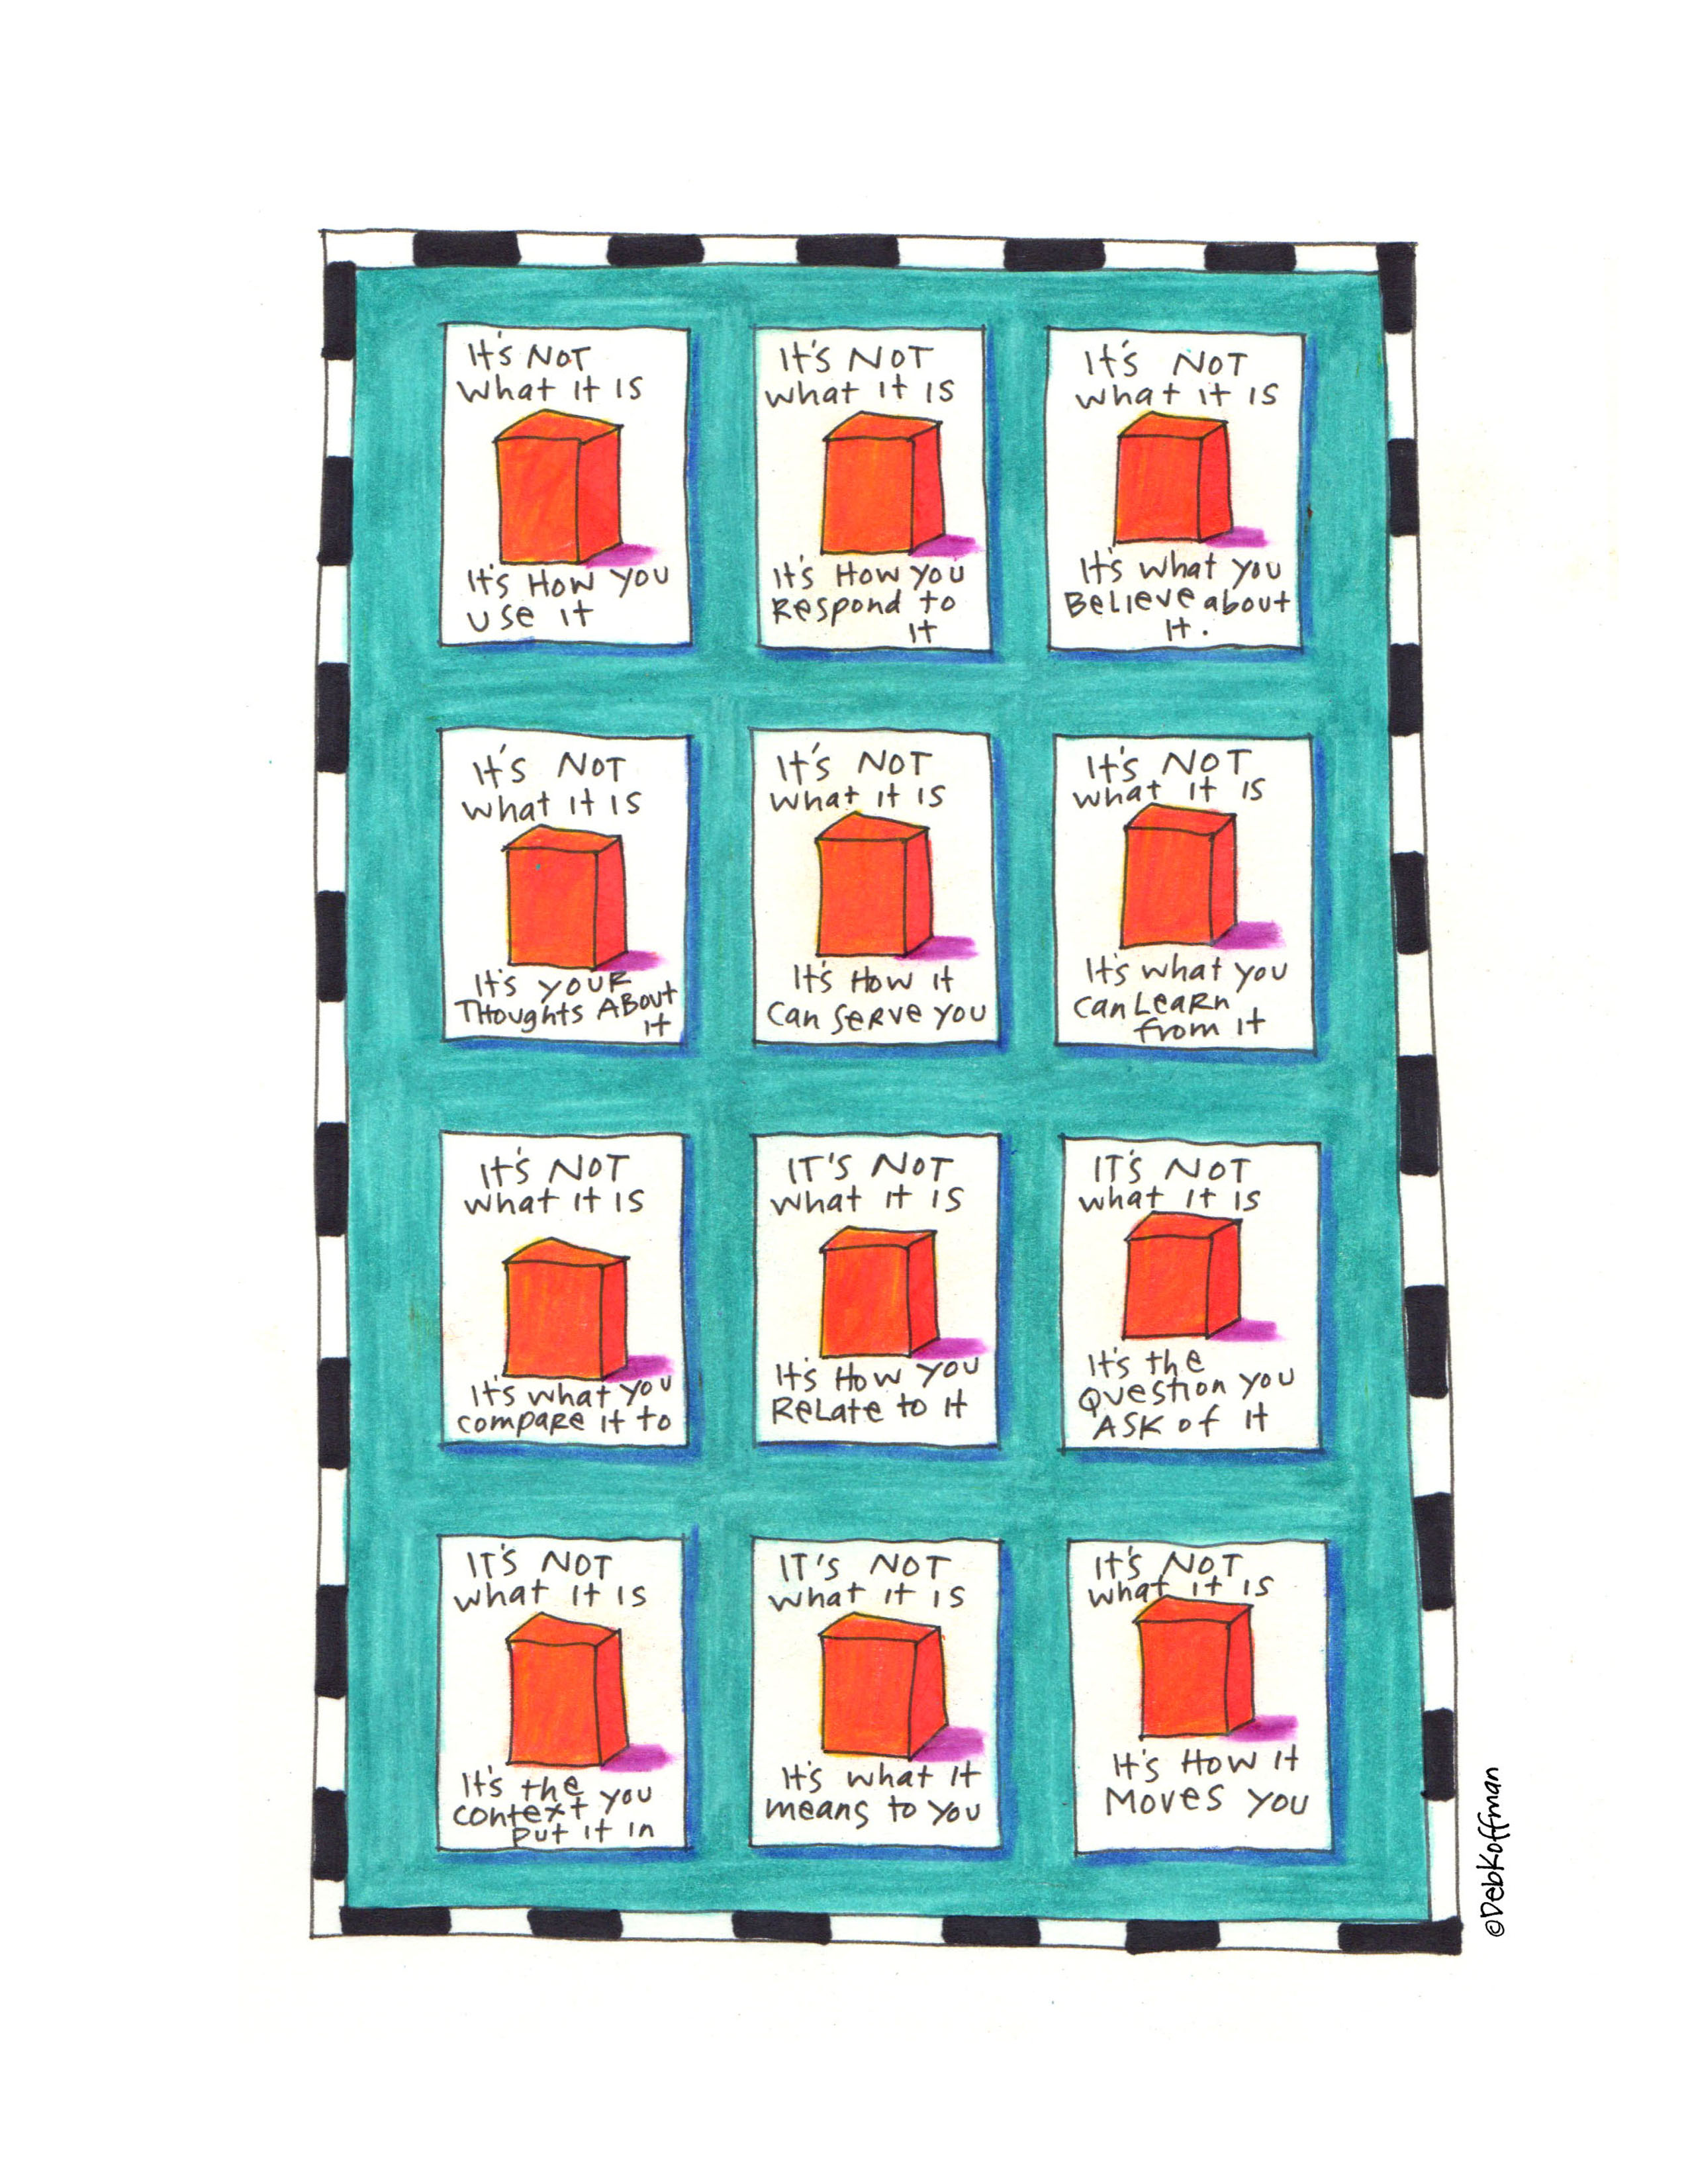 It's NOT
what it is
It's How you
use it
It's NOT
what it is
It's How you
Respond to
it
It's NOT
what it is
It's what you
Believe about
it.
It's NOT
what it is
It's youR
THoughts ABout
it
It's NOT
what it is
It's How it
Can SeRve you
It's NOT
what it is
It's what you
Can LeaRn
from it
It's NOT
what it is
It's what you
compaRe it to
IT'S NOT
what it is
It's How you
ReLate to it
IT'S NOT
what it is
It's the
Question you
ASK of it
IT'S NOT
what it is
It's the you
context
put it in
IT'S NOT
what it is
It's what it
means to you
It's NOT
what it is
It's How it
Moves you
©DebKoffman